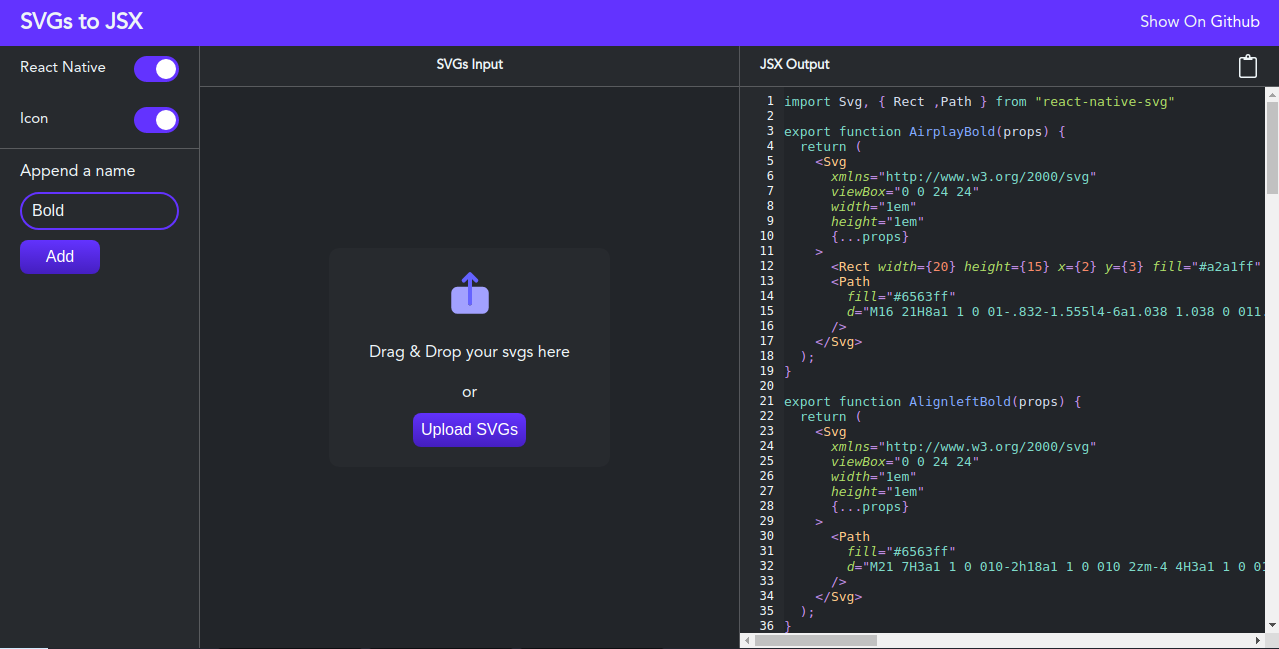 SVGs to JSX
Show On Github
React Native
Icon
Append a name
Bold
Add
SVGs Input
Drag & Drop your svgs here
or
Upload SVGs
JSX Output
1 import Svg, { Rect ,Path } from "react-native-svg"
2
3 export function AirplayBold(props) {
4 return (
5 <Svg
6 xmlns="http://www.w3.org/2000/svg"
7 viewBox="0 0 24 24"
8 width="1em"
9 height="1em"
10 {...props}
11 >
12 <Rect width={20} height={15} x={2} y={3} fill="#a2a1ff"
13 <Path
14 fill="#6563ff"
15 d="M16 21H8a1 1 0 01-.832-1.555l4-6a1.038 1.038 0 011.
16 />
17 </Svg>
18 );
19 }
20
21 export function AlignleftBold(props) {
22 return (
23 <Svg
24 xmlns="http://www.w3.org/2000/svg"
25 viewBox="0 0 24 24"
26 width="1em"
27 height="1em"
28 {...props}
29 >
30 <Path
31 fill="#6563ff"
32 d="M21 7H3a1 1 0 010-2h18a1 1 0 010 2zm-4 4H3a1 1 0 01
33 />
34 </Svg>
35 );
36 }